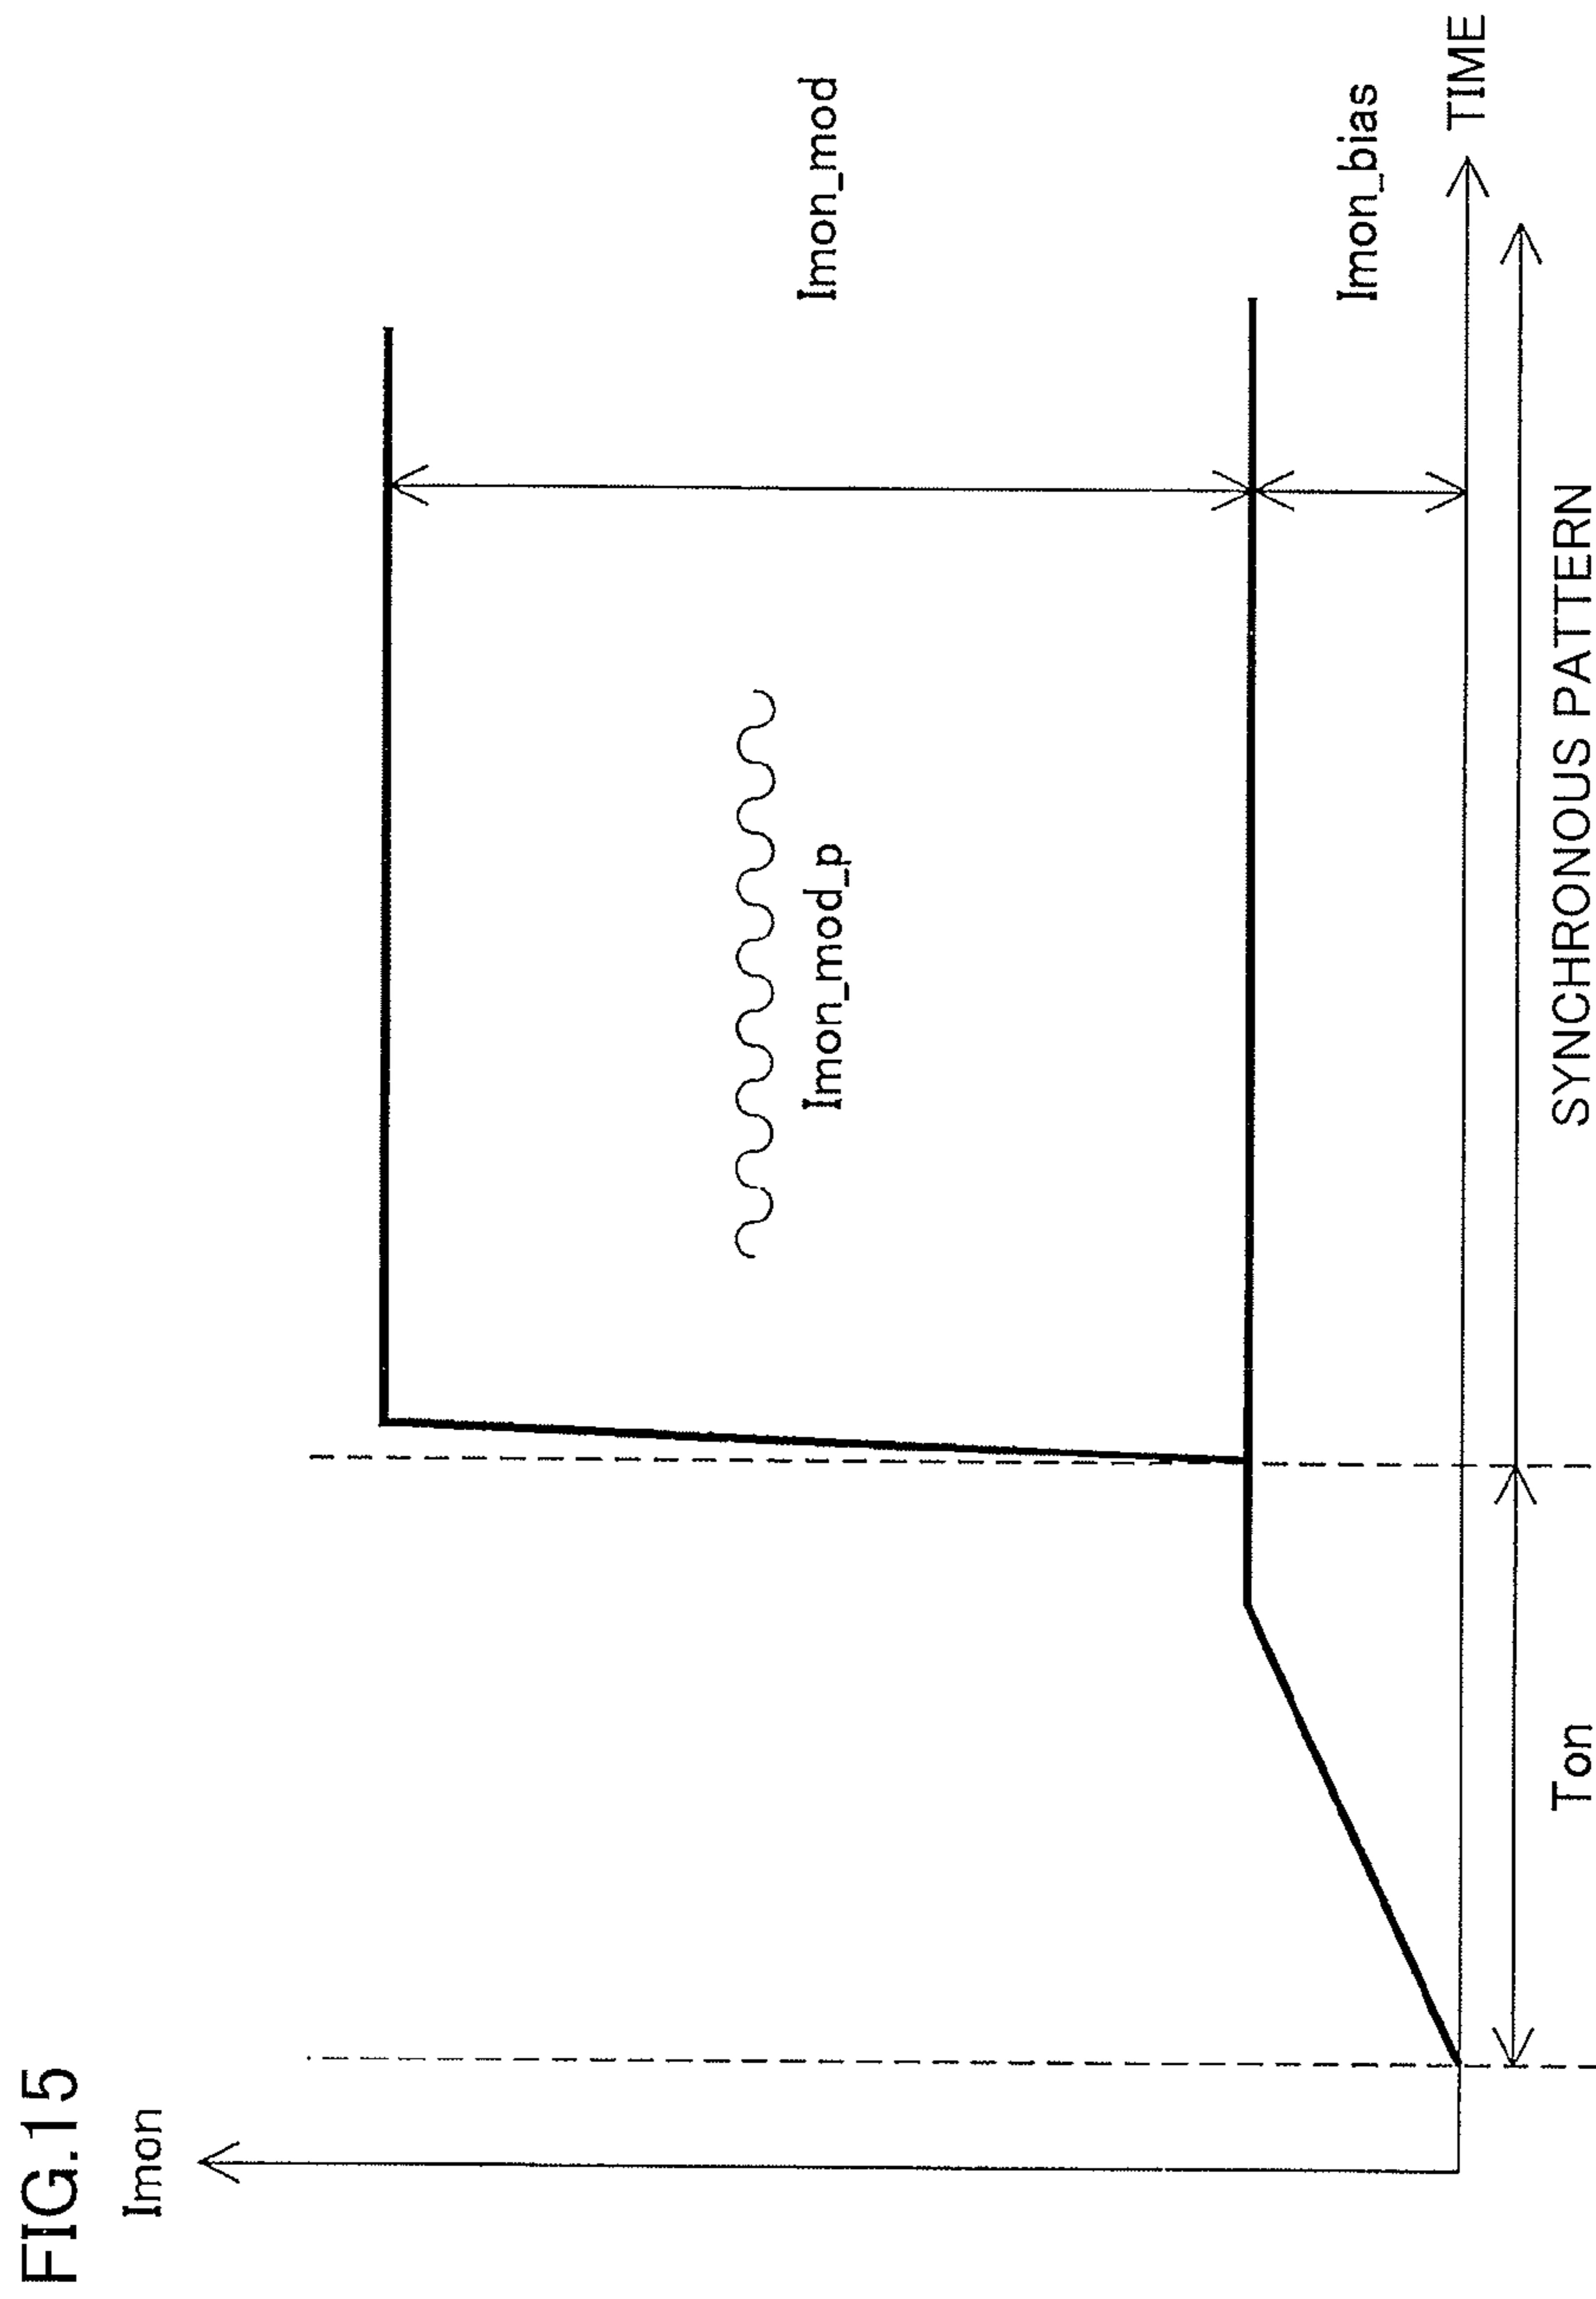 FIG.15
Imon
Imon_mod
Imon_mod_p
Imon_bias
TIME
Ton
SYNCHRONOUS PATTERN